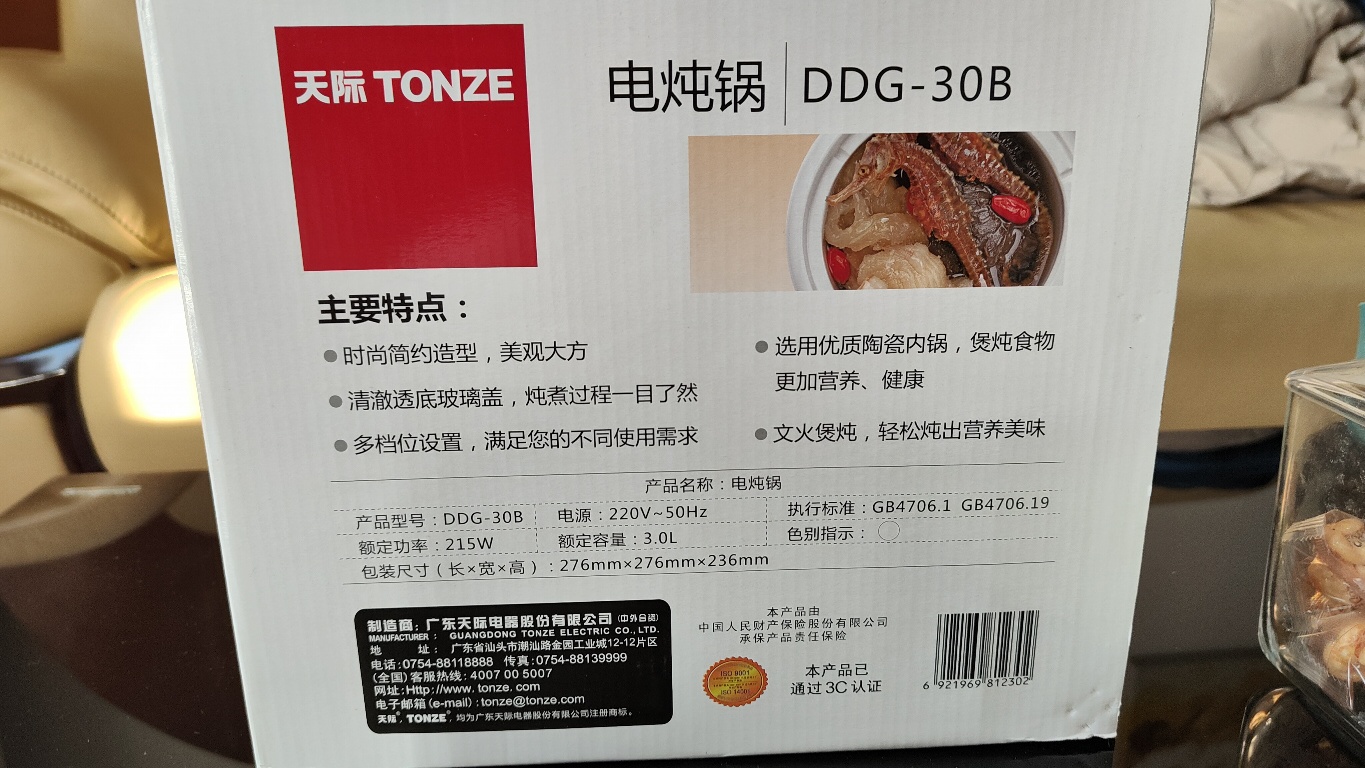 天际 TONZE
电炖锅 DDG-30B
主要特点：
时尚简约造型，美观大方
清澈透底玻璃盖，炖煮过程一目了然
多档位设置，满足您的不同使用需求
选用优质陶瓷内锅，煲炖食物
更加营养、健康
文火煲炖，轻松炖出营养美味
产品名称：电炖锅
产品型号：DDG-30B 电源：220V~50Hz 执行标准：GB4706.1 GB4706.19
额定功率：215W 额定容量：3.0L 色别指示：
包装尺寸（长×宽×高）：276mm×276mm×236mm
制造商：广东天际电器股份有限公司（中外合资）
MANUFACTURER： GUANGDONG TONZE ELECTRIC CO., LTD.
地 址：广东省汕头市潮汕路金园工业城12-12片区
电话:0754-88118888 传真:0754-88139999
(全国)客服热线: 4007 00 5007
网址:Http://www. tonze. com
电子邮箱 (e-mail) : tonze@tonze.com
天际®, TONZE®, 均为广东天际电器股份有限公司注册商标。
本产品由
中国人民财产保险股份有限公司
承保产品责任保险
ISO 9001
ISO 14001
本产品已
通过3C认证
6 921969 812302